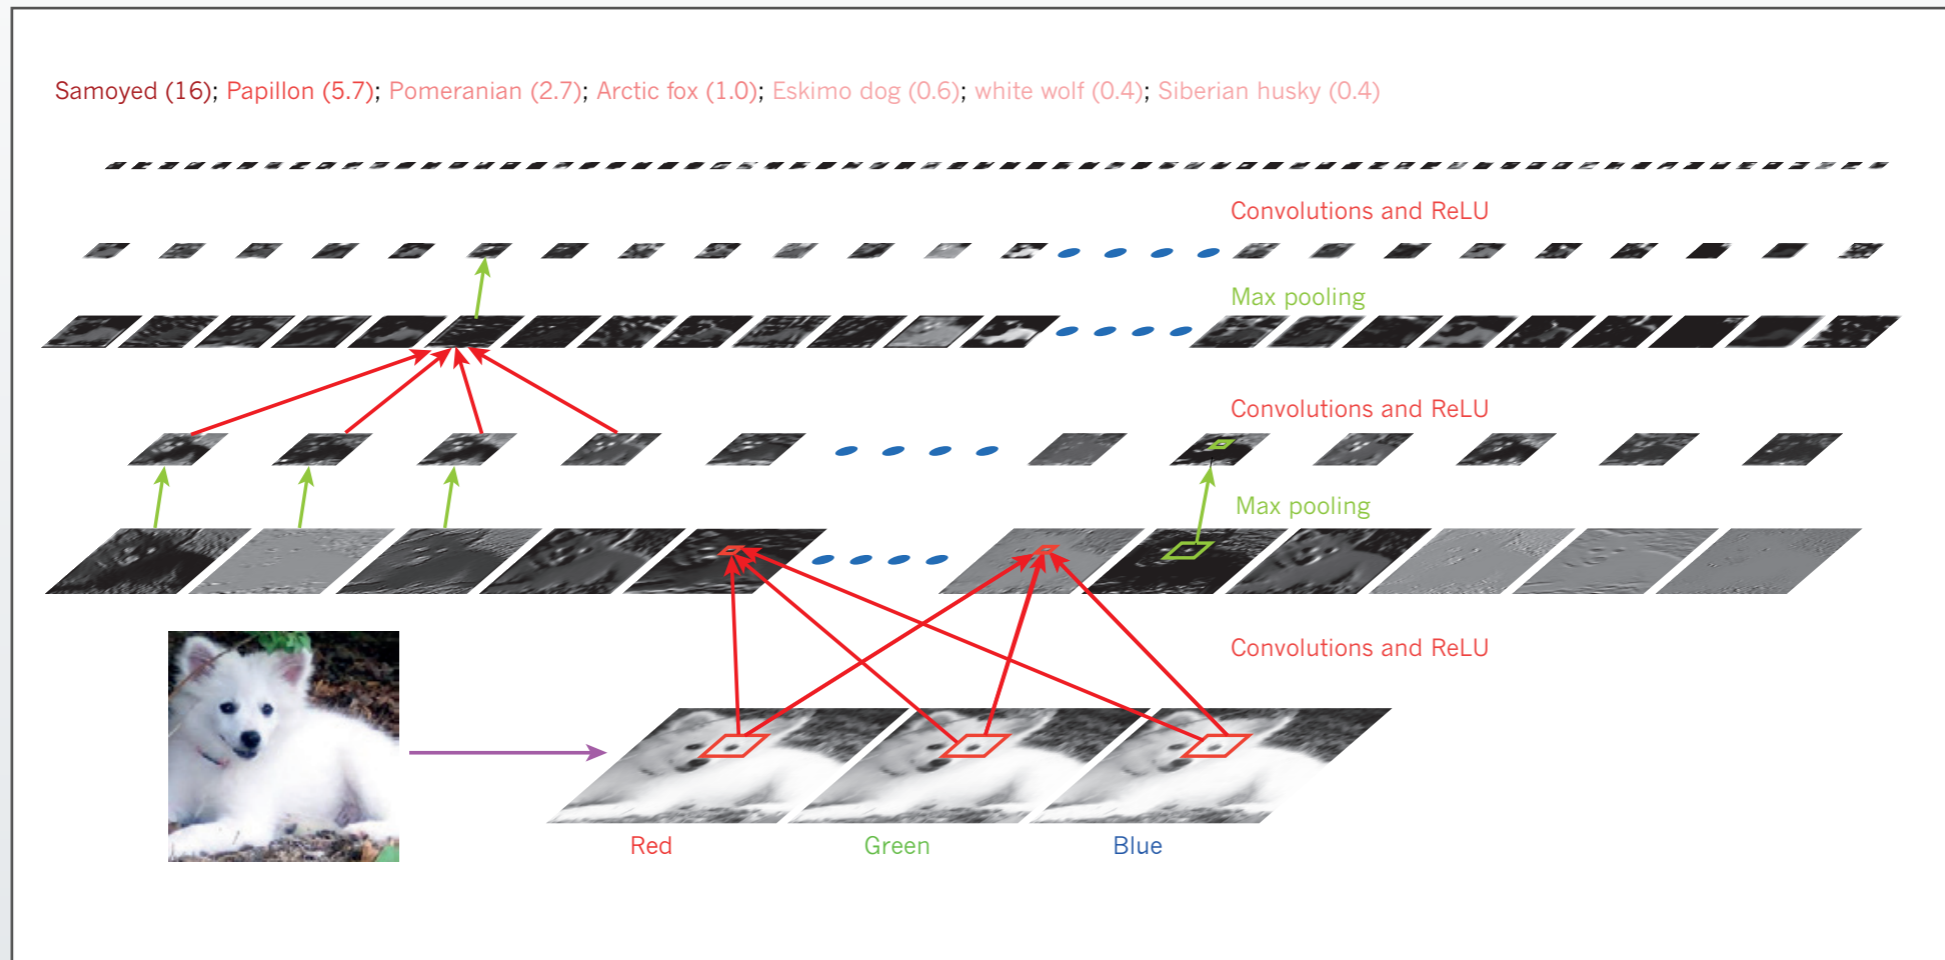 Samoyed (16); Papillon (5.7); Pomeranian (2.7); Arctic fox (1.0); Eskimo dog (0.6); white wolf (0.4); Siberian husky (0.4)
Convolutions and ReLU
Max pooling
Convolutions and ReLU
Max pooling
Convolutions and ReLU
Red Green Blue